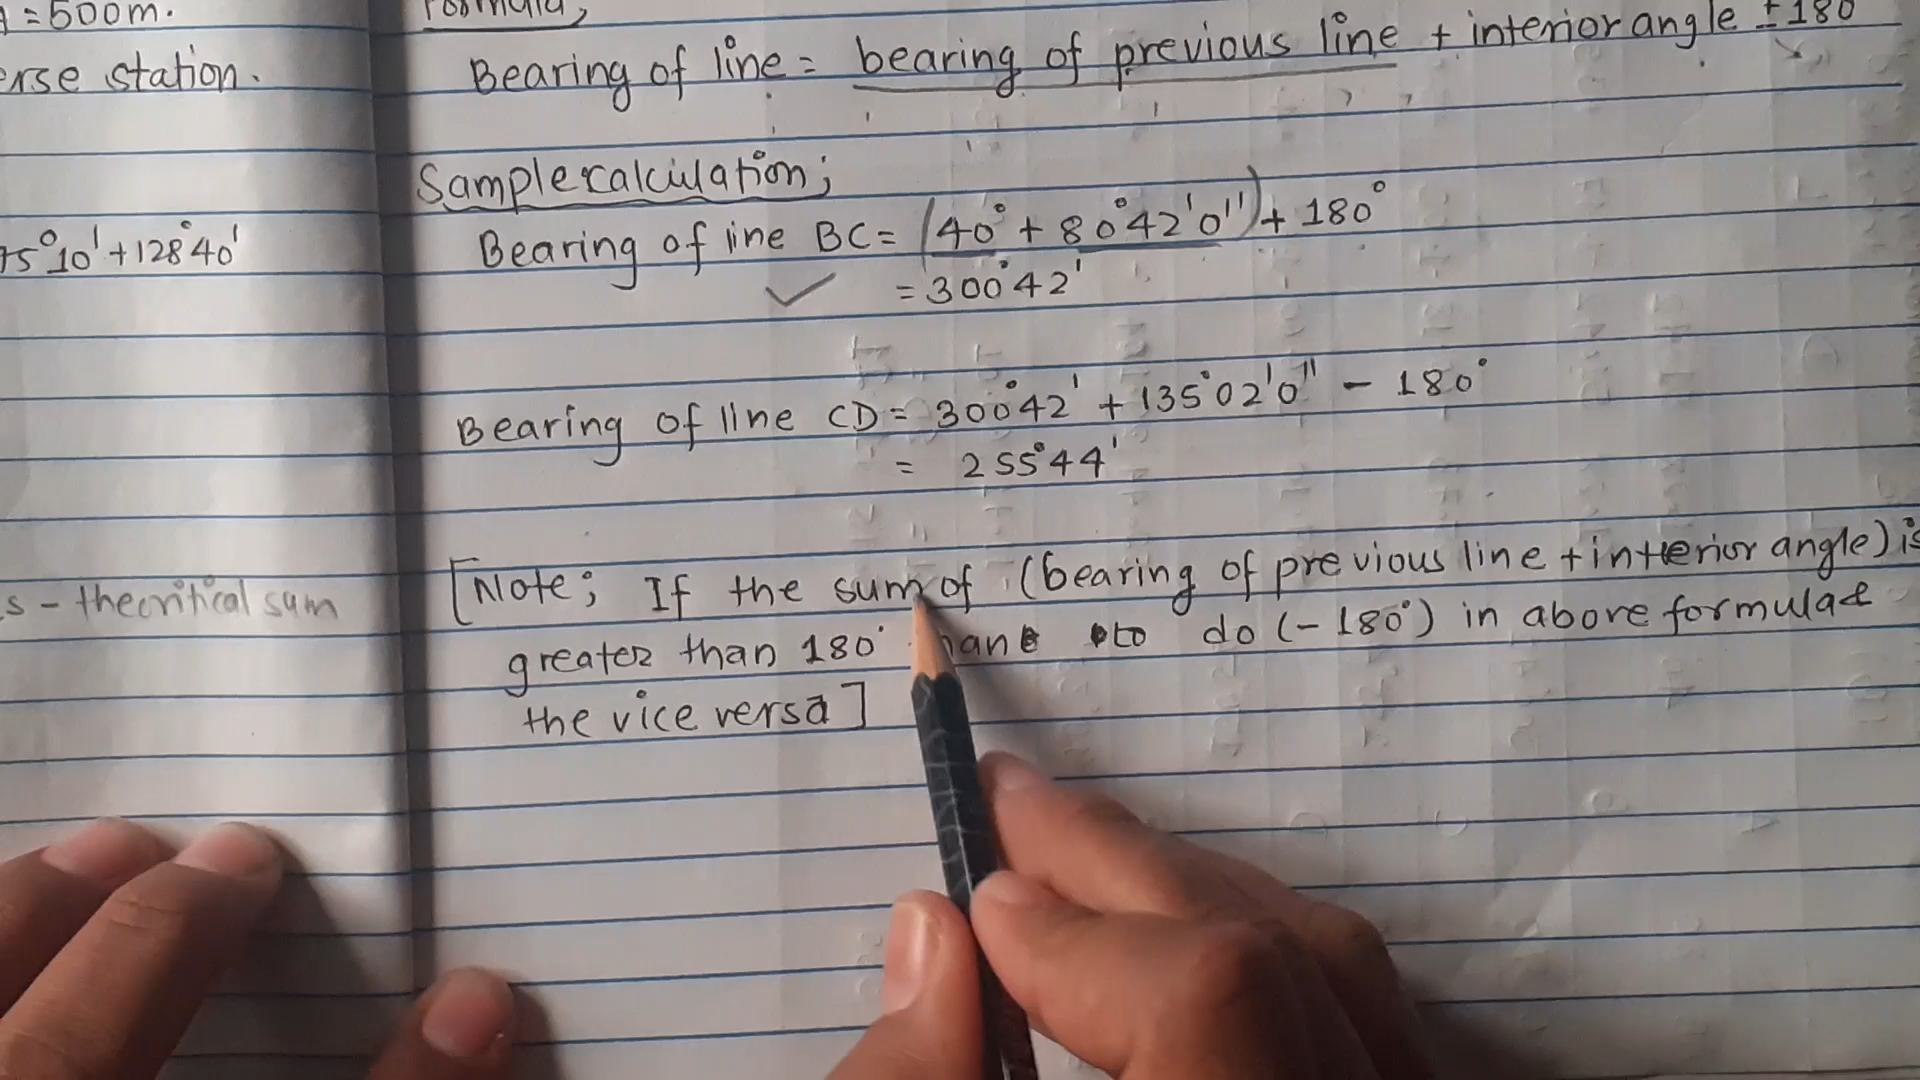 = 500m.
station.
5°10' + 128°40'
s - theoritical sum
Formula;
Bearing of line = bearing of previous line + interior angle ± 180
Sample calculation;
Bearing of line BC = (40° + 80°42'0'') + 180°
= 300°42'
Bearing of line CD = 300°42' + 135°02'0'' - 180°
= 255°44'
[Note; If the sum of (bearing of previous line + interior angle) is
greater than 180° to do (-180°) in above formulae
the vice versa]